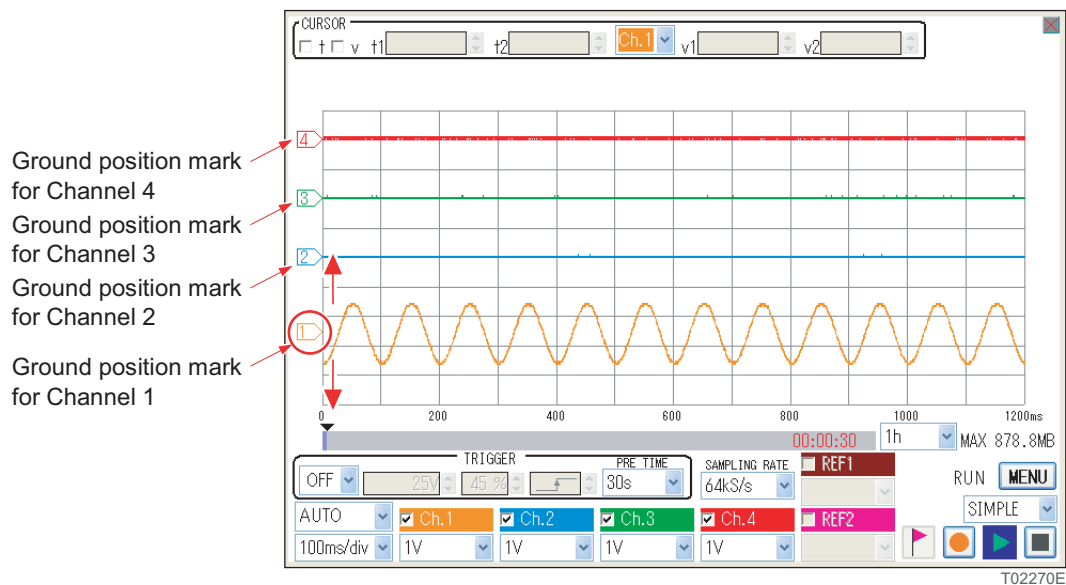 CURSOR
t v t1 t2 Ch.1 v1 v2
4
Ground position mark
for Channel 4
3
Ground position mark
for Channel 3
2
Ground position mark
for Channel 2
1
Ground position mark
for Channel 1
0 200 400 600 800 1000 1200ms
00:00:30 1h MAX 878.8MB
TRIGGER PRE TIME SAMPLING RATE REF1
OFF 25V 45 % 30s 64kS/s RUN MENU
AUTO Ch.1 Ch.2 Ch.3 Ch.4 REF2 SIMPLE
100ms/div 1V 1V 1V 1V
T02270E